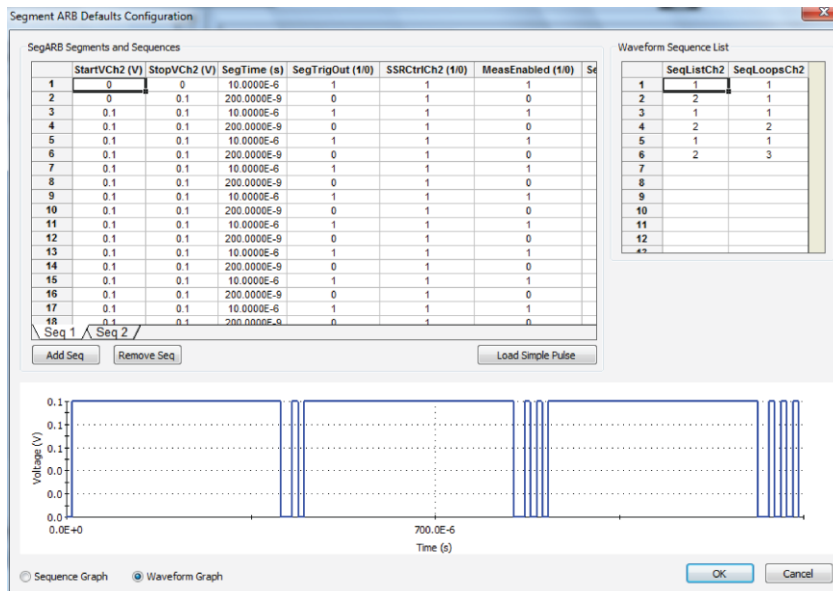 Segment ARB Defaults Configuration
SegARB Segments and Sequences
StartVCh2 (V) StopVCh2 (V) SegTime (s) SegTrigOut (1/0) SSRCtrlCh2 (1/0) MeasEnabled (1/0) Se
1 0 0 10.0000E-6 1 1 1
2 0 0.1 200.0000E-9 0 1 0
3 0.1 0.1 10.0000E-6 1 1 1
4 0.1 0.1 200.0000E-9 0 1 0
5 0.1 0.1 10.0000E-6 1 1 1
6 0.1 0.1 200.0000E-9 0 1 0
7 0.1 0.1 10.0000E-6 1 1 1
8 0.1 0.1 200.0000E-9 0 1 0
9 0.1 0.1 10.0000E-6 1 1 1
10 0.1 0.1 200.0000E-9 0 1 0
11 0.1 0.1 10.0000E-6 1 1 1
12 0.1 0.1 200.0000E-9 0 1 0
13 0.1 0.1 10.0000E-6 1 1 1
14 0.1 0.1 200.0000E-9 0 1 0
15 0.1 0.1 10.0000E-6 1 1 1
16 0.1 0.1 200.0000E-9 0 1 0
17 0.1 0.1 10.0000E-6 1 1 1
18 0.1 0.1 200.0000E-9 0 1 0
Seq 1 Seq 2
Add Seq Remove Seq Load Simple Pulse
Waveform Sequence List
SeqListCh2 SeqLoopsCh2
1 1 1
2 2 1
3 1 1
4 2 2
5 1 1
6 2 3
7
8
9
10
11
12
13
Voltage (V)
0.1
0.1
0.1
0.0
0.0
0.0
0.0E+0 700.0E-6
Time (s)
Sequence Graph Waveform Graph OK Cancel